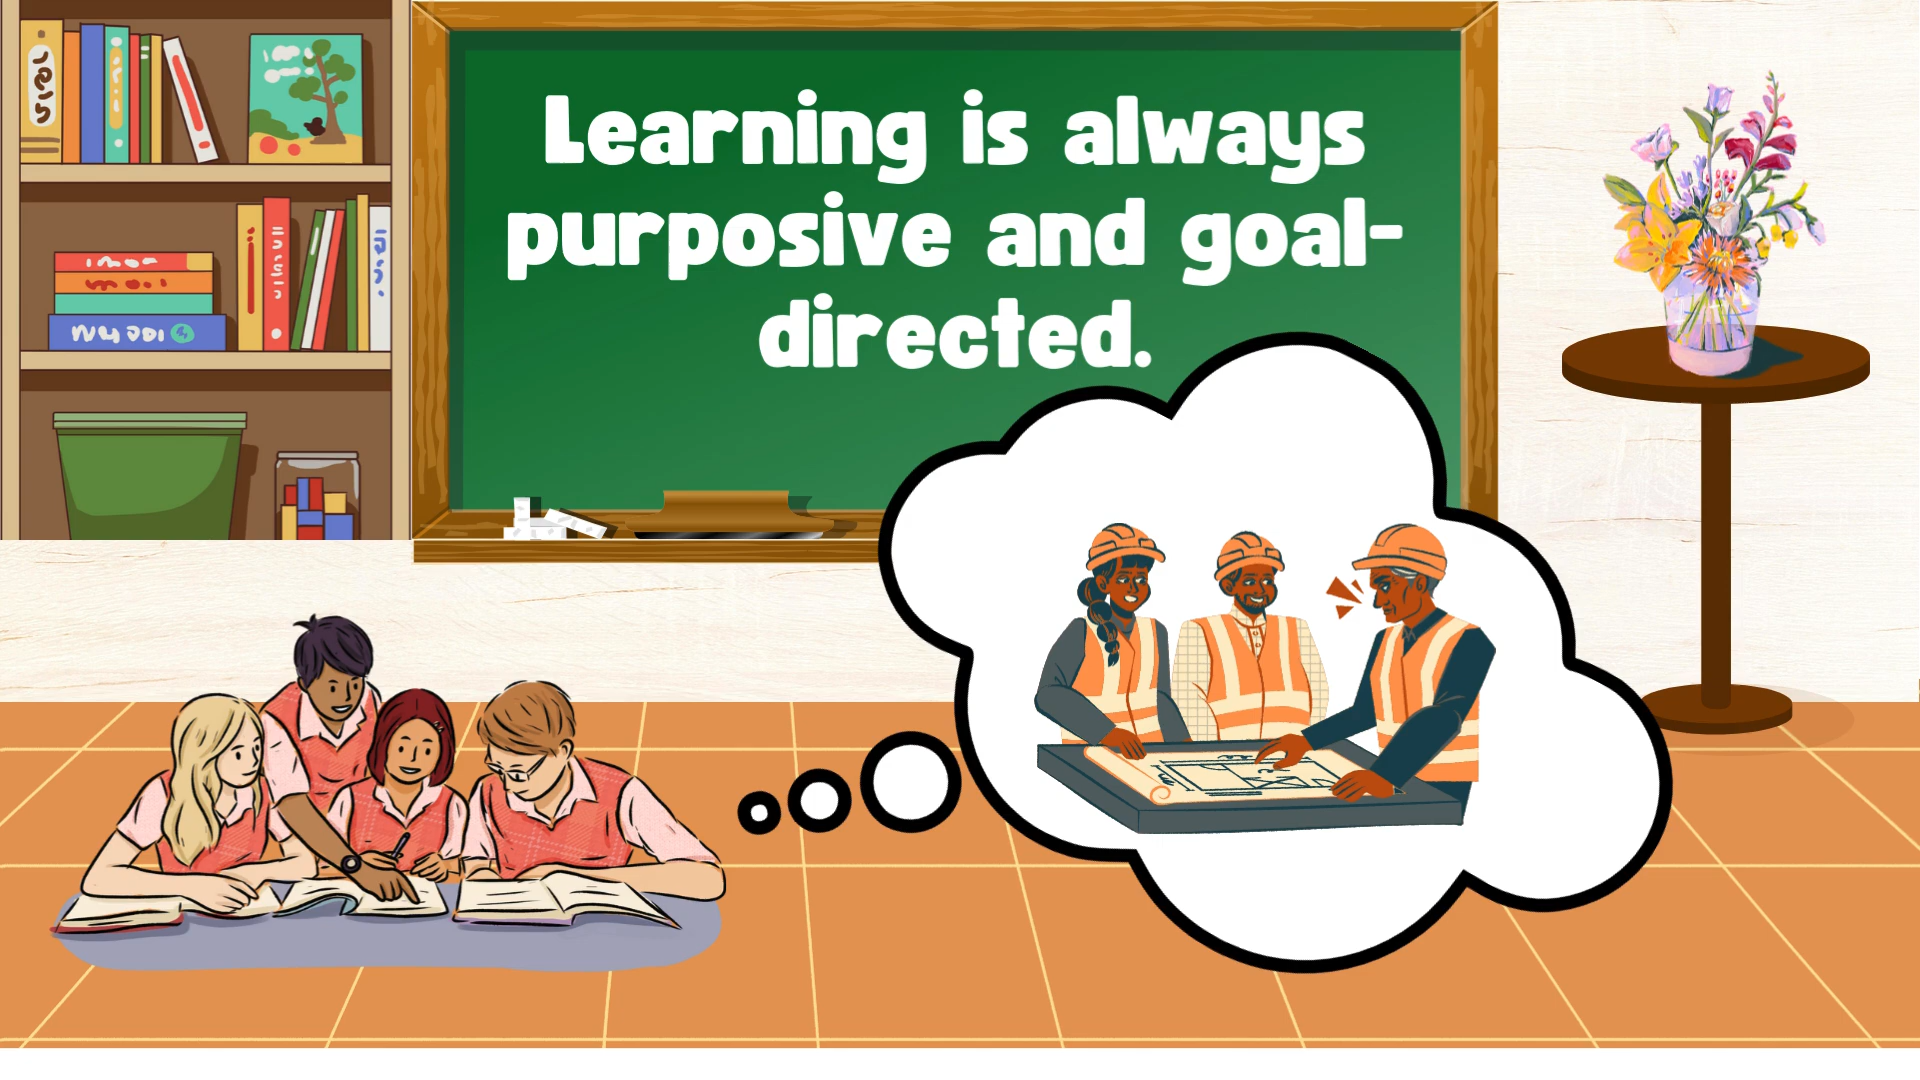 Learning is always
purposive and goal-
directed.